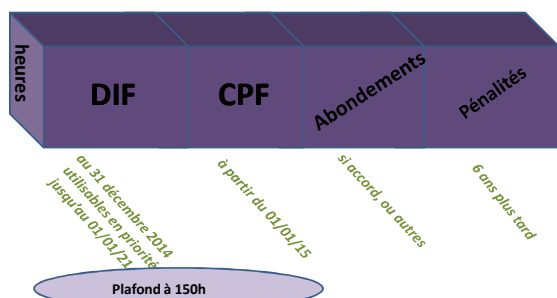 heures
DIF
CPF
Abondements
Pénalités
au 31 décembre 2014
utilisables en priorité
jusqu'au 01/01/21
à partir du 01/01/15
si accord, ou autres
6 ans plus tard
Plafond à 150h